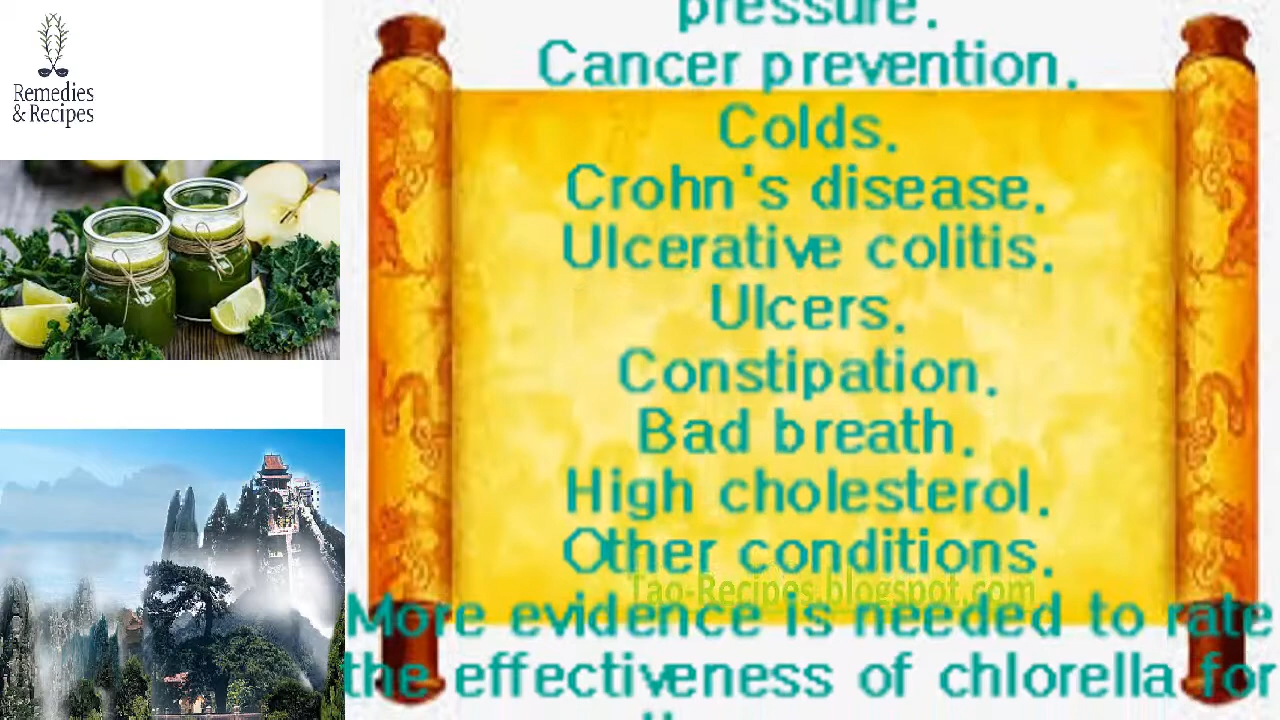 Remedies
& Recipes
pressure.
Cancer prevention.
Colds.
Crohn's disease.
Ulcerative colitis.
Ulcers.
Constipation.
Bad breath.
High cholesterol.
Other conditions.
Tao-Recipes.blogspot.com
More evidence is needed to rate
the effectiveness of chlorella for